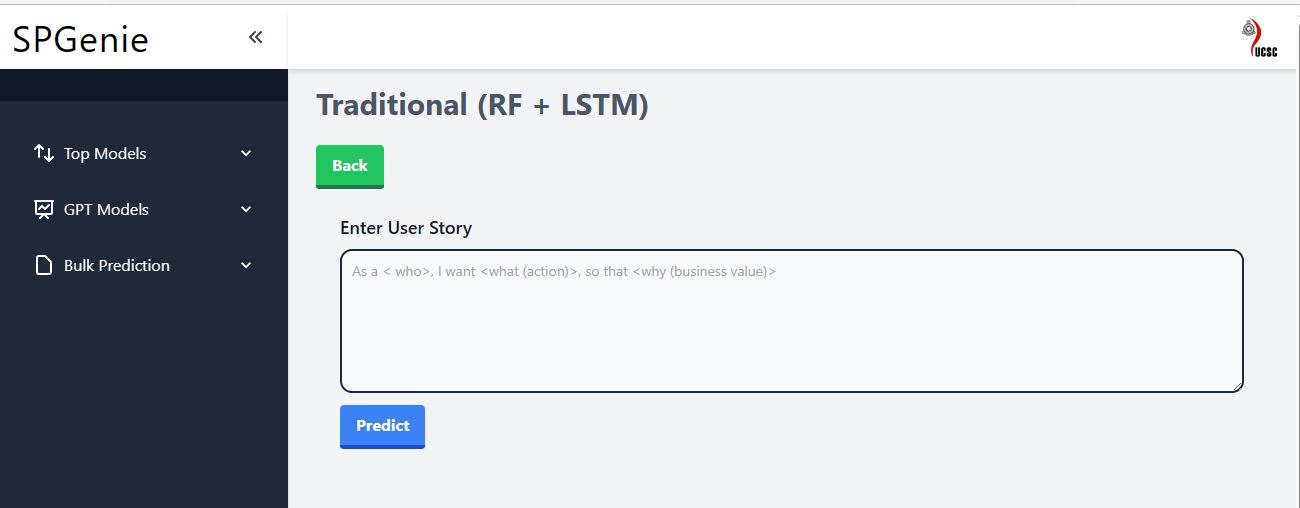 SPGenie
UCSC
Traditional (RF + LSTM)
Back
Top Models
GPT Models
Bulk Prediction
Enter User Story
As a < who>, I want <what (action)>, so that <why (business value)>
Predict